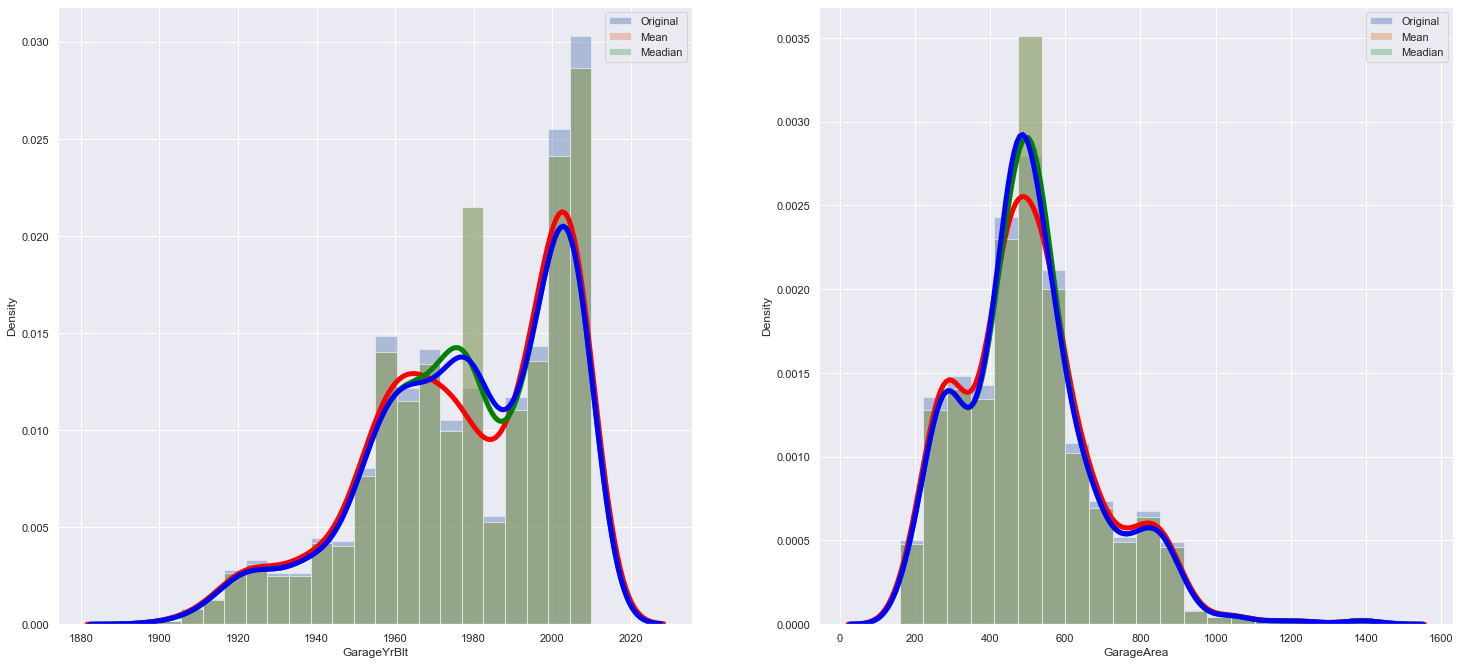 Original
Mean
Meadian
0.030
0.025
0.020
0.015
0.010
0.005
0.000
Density
1880 1900 1920 1940 1960 1980 2000 2020
GarageYrBlt
Original
Mean
Meadian
0.0035
0.0030
0.0025
0.0020
0.0015
0.0010
0.0005
0.0000
Density
0 200 400 600 800 1000 1200 1400 1600
GarageArea